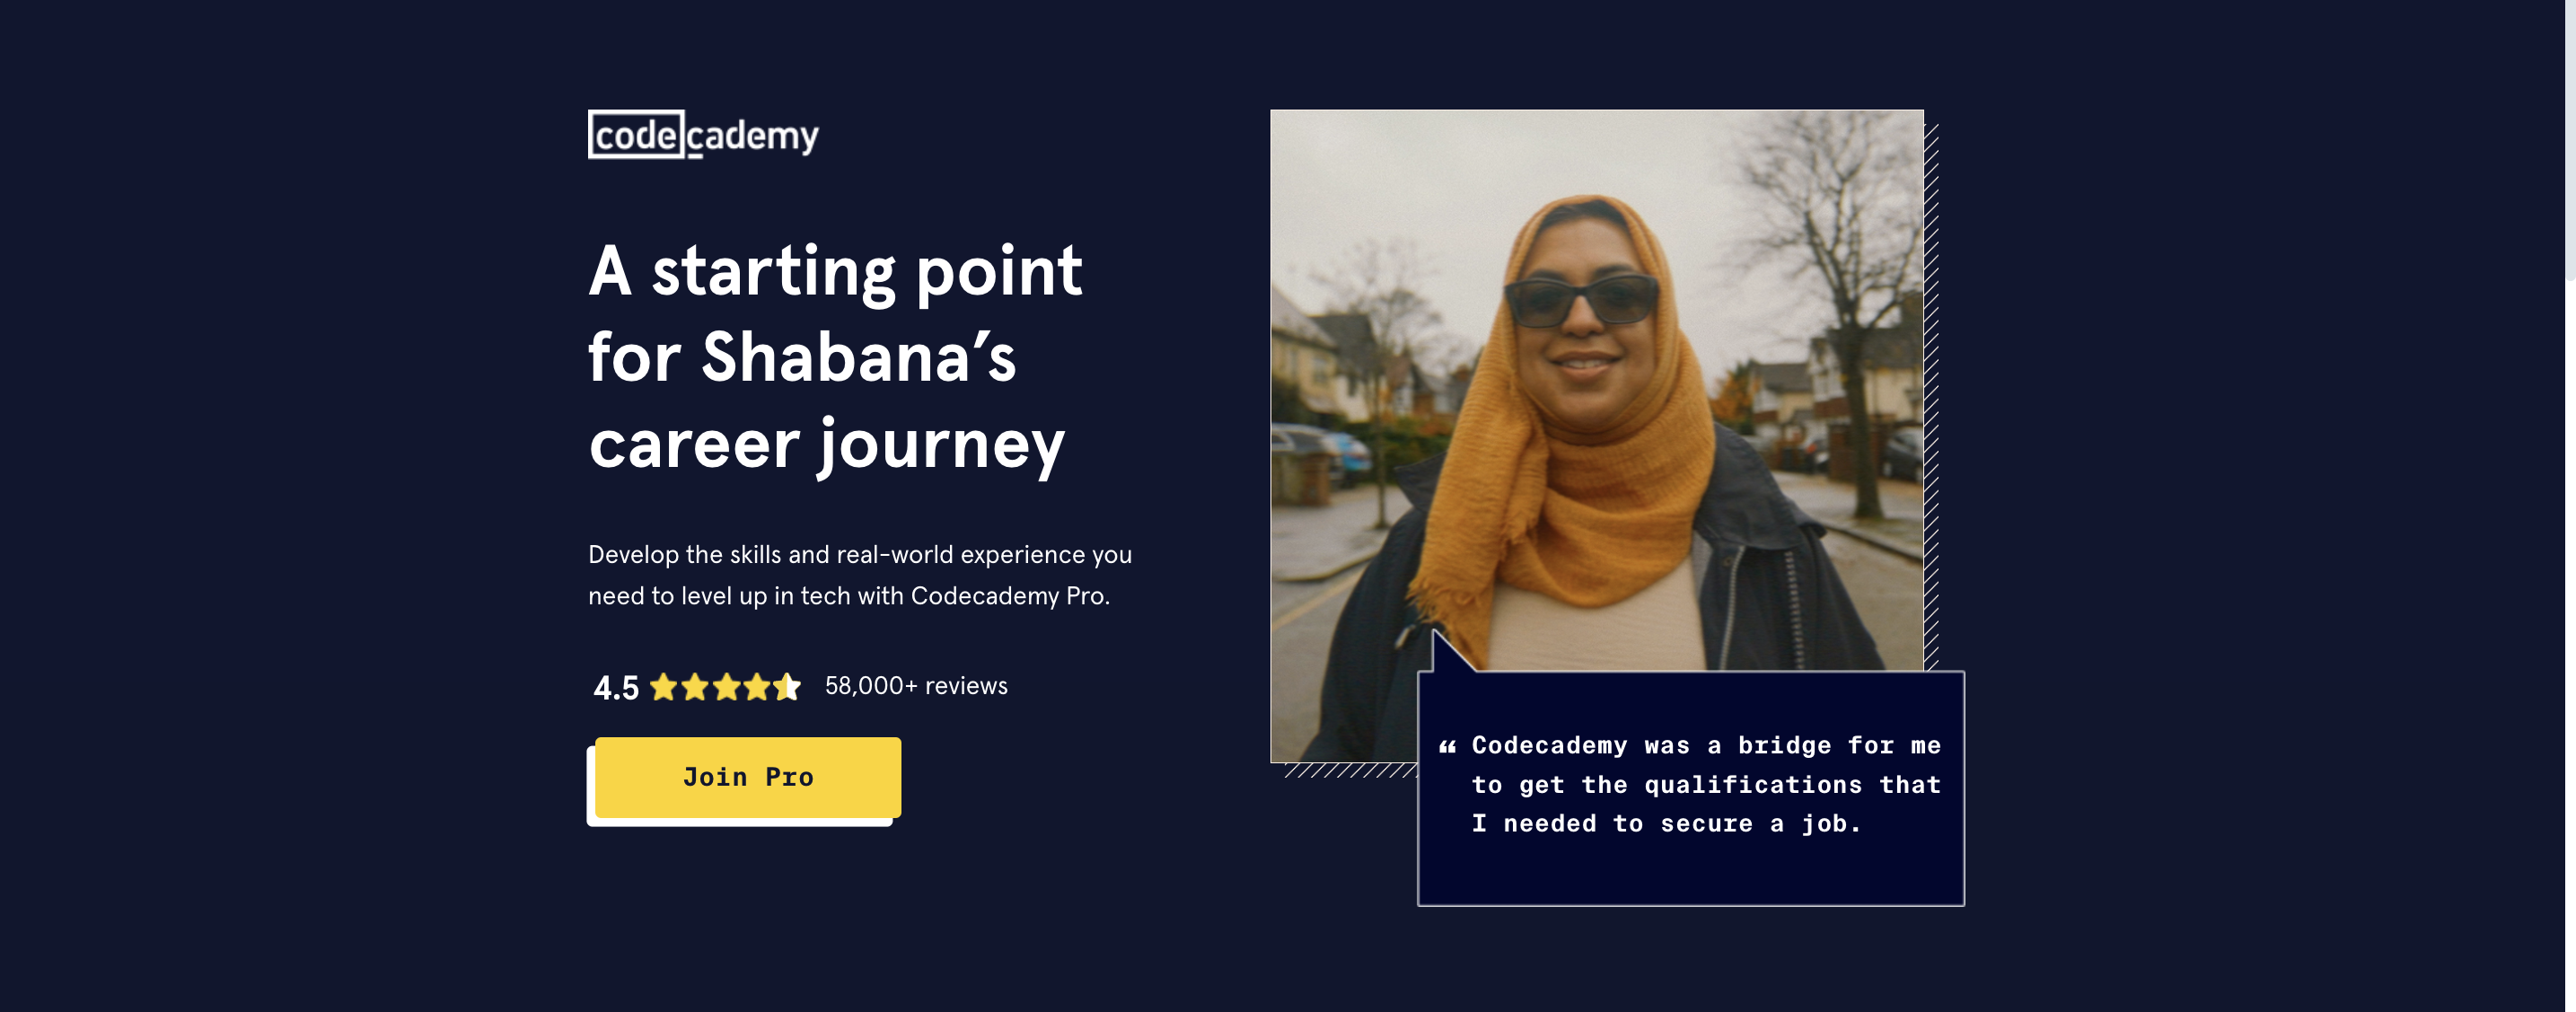 codecademy
A starting point
for Shabana’s
career journey
Develop the skills and real-world experience you
need to level up in tech with Codecademy Pro.
4.5 58,000+ reviews
Join Pro
“ Codecademy was a bridge for me
to get the qualifications that
I needed to secure a job.